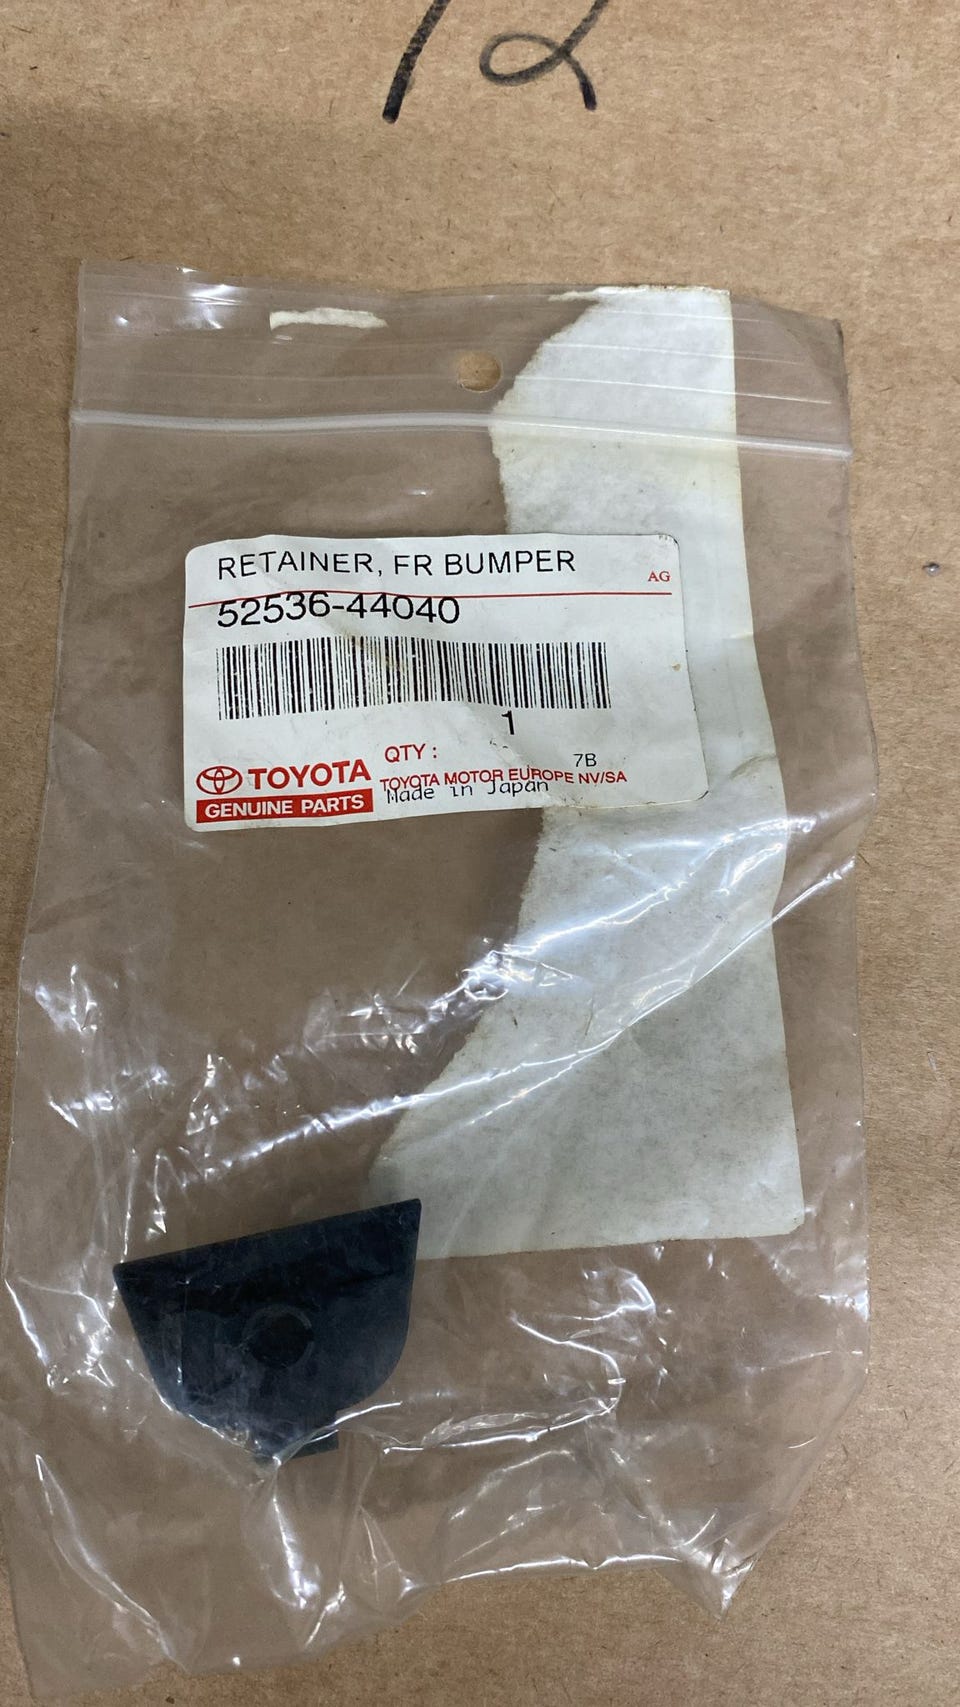 72
RETAINER, FR BUMPER
AG
52536-44040
1
QTY :
7B
TOYOTA
TOYOTA MOTOR EUROPE NV/SA
Made in Japan
GENUINE PARTS